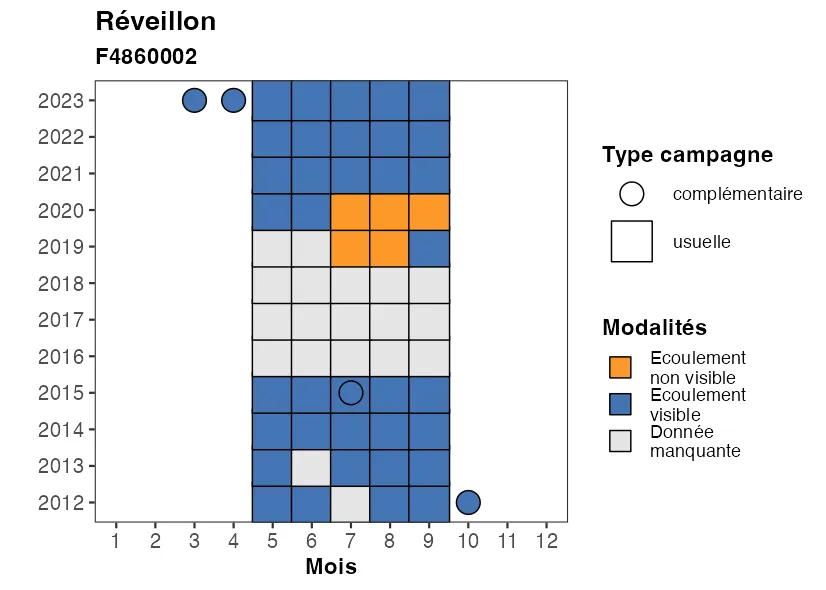 Réveillon
F4860002
2023
2022
2021
2020
2019
2018
2017
2016
2015
2014
2013
2012
1 2 3 4 5 6 7 8 9 10 11 12
Mois
Type campagne
complémentaire
usuelle
Modalités
Ecoulement
non visible
Ecoulement
visible
Donnée
manquante